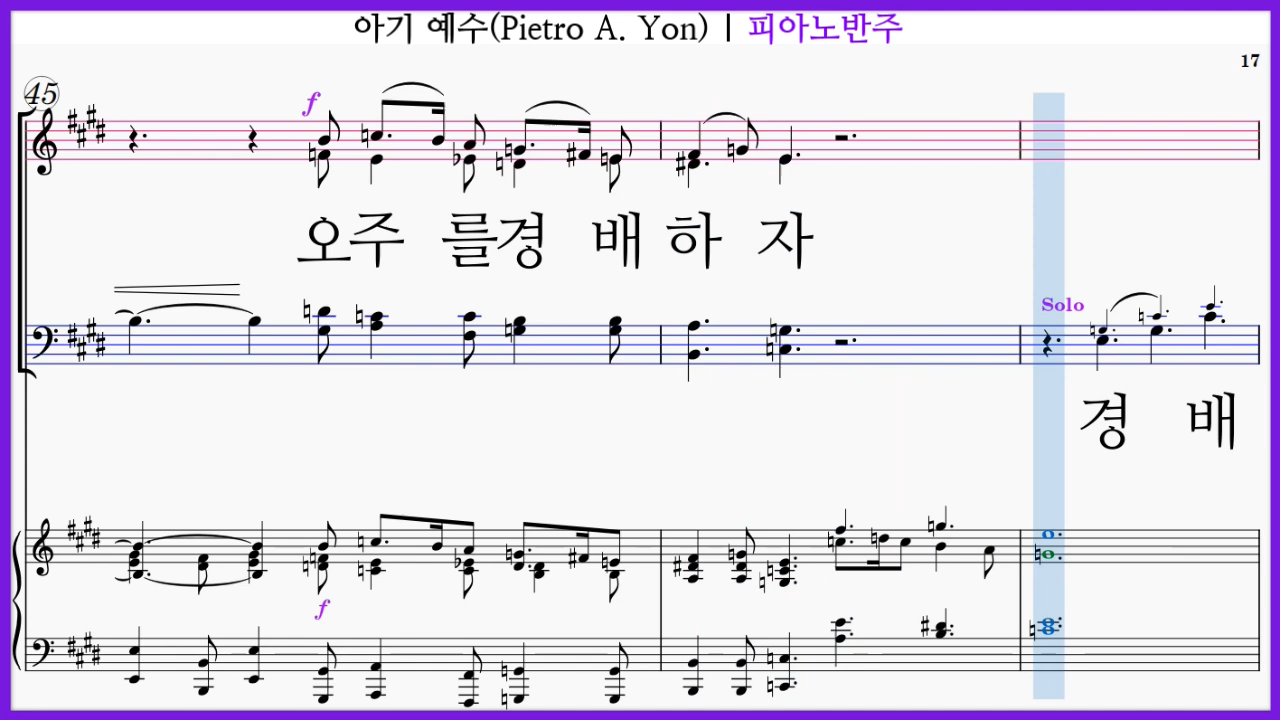 아기 예수(Pietro A. Yon) | 피아노반주
17
45
f
오주 를경 배 하 자
Solo
경 배
f